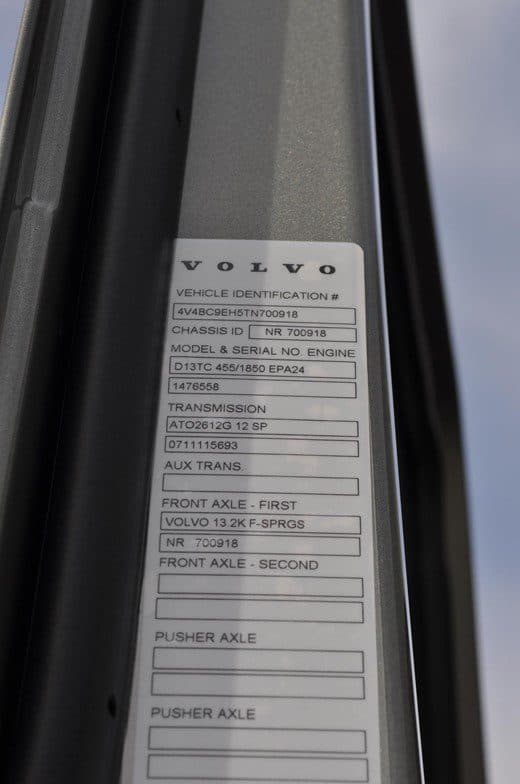 VOLVO
VEHICLE IDENTIFICATION #
4V4BC9EH5TN700918
CHASSIS ID NR 700918
MODEL & SERIAL NO. ENGINE
D13TC 455/1850 EPA24
1476558
TRANSMISSION
ATO2612G 12 SP
0711115693
AUX TRANS.
FRONT AXLE - FIRST
VOLVO 13.2K F-SPRGS
NR 700918
FRONT AXLE - SECOND
PUSHER AXLE
PUSHER AXLE